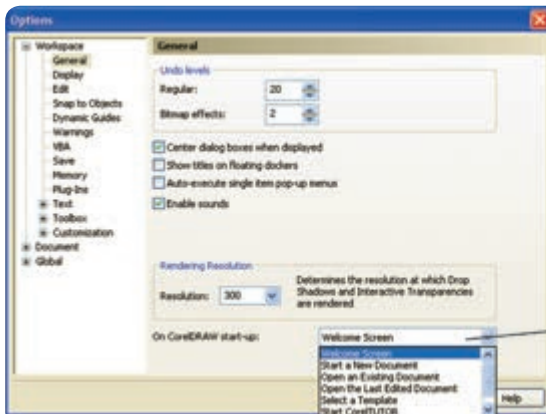 Options
Workspace
General
Display
Edit
Snap to Objects
Dynamic Guides
Warnings
VBA
Save
Memory
Plug-Ins
Text
Toolbox
Customization
Document
Global
General
Undo levels
Regular: 20
Bitmap effects: 2
Center dialog boxes when displayed
Show titles on floating dockers
Auto-execute single item pop-up menus
Enable sounds
Rendering Resolution
Resolution: 300
Determines the resolution at which Drop
Shadows and Interactive Transparencies
are rendered
On CorelDRAW start-up: Welcome Screen
Welcome Screen
Start a New Document
Open an Existing Document
Open the Last Edited Document
Select a Template
Start CorelTUTOR
Help